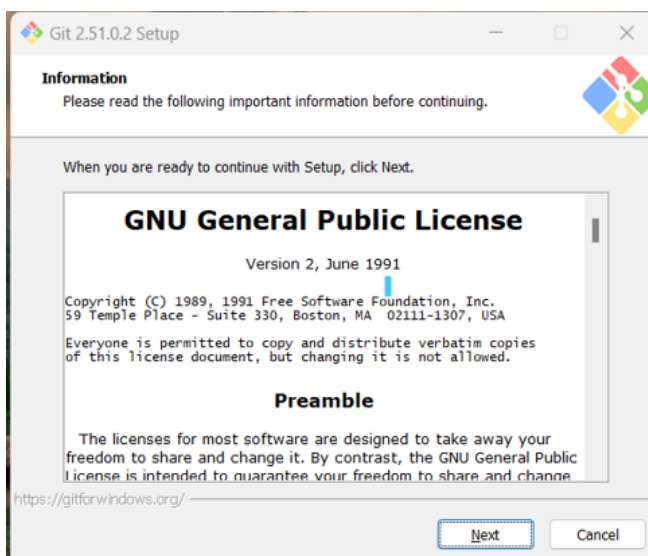 Git 2.51.0.2 Setup
Information
Please read the following important information before continuing.
When you are ready to continue with Setup, click Next.
GNU General Public License
Version 2, June 1991
Copyright (C) 1989, 1991 Free Software Foundation, Inc.
59 Temple Place - Suite 330, Boston, MA  02111-1307, USA
Everyone is permitted to copy and distribute verbatim copies
of this license document, but changing it is not allowed.
Preamble
The licenses for most software are designed to take away your
freedom to share and change it. By contrast, the GNU General Public
License is intended to guarantee your freedom to share and change
https://gitforwindows.org/
Next
Cancel